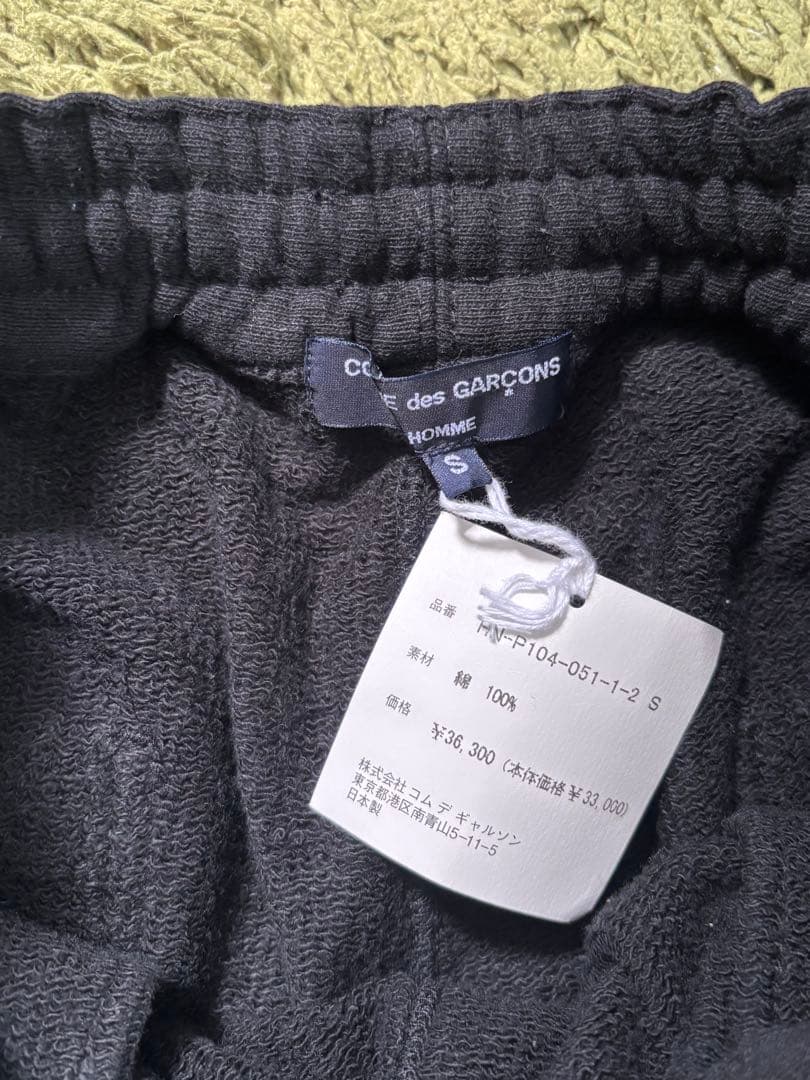 CO E des GARÇONS
HOMME
S
品番 HN-P104-051-1-2 S
素材 綿 100%
価格 ¥36,300 (本体価格¥33,000)
株式会社 コム デ ギャルソン
東京都港区南青山5-11-5
日本製